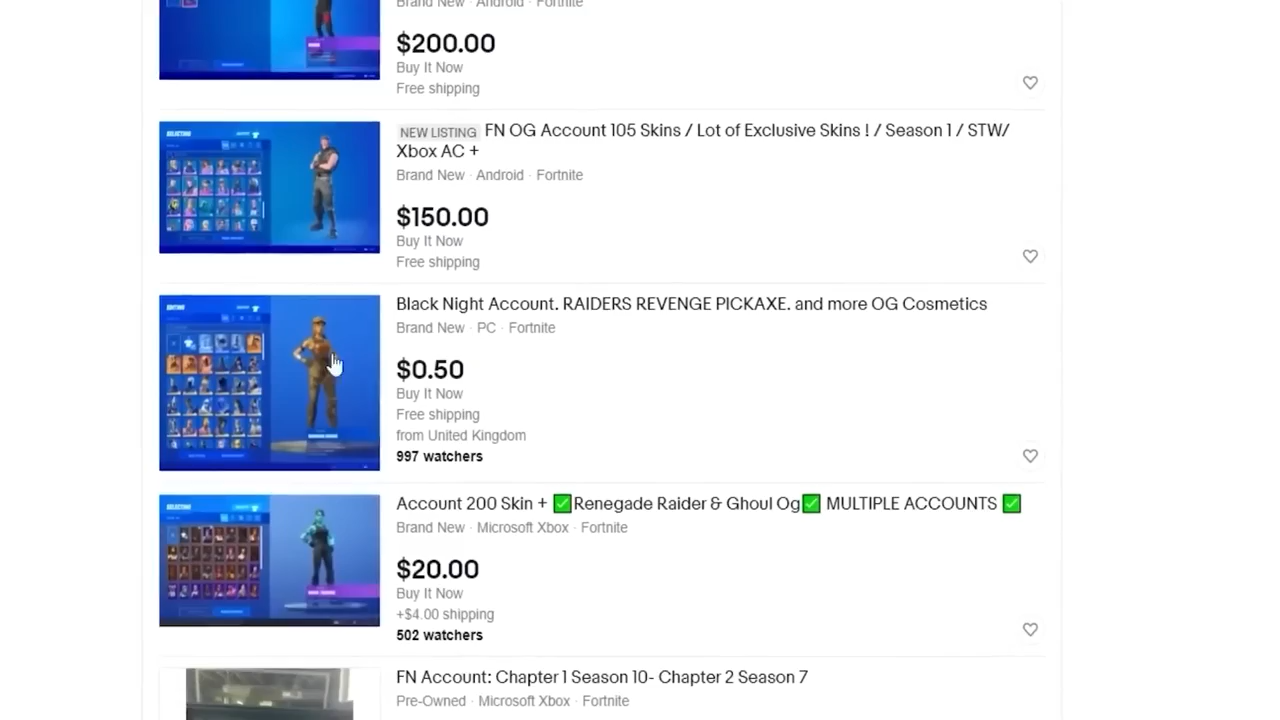 Brand New · Android · Fortnite
$200.00
Buy It Now
Free shipping
NEW LISTING FN OG Account 105 Skins / Lot of Exclusive Skins ! / Season 1 / STW/
Xbox AC +
Brand New · Android · Fortnite
$150.00
Buy It Now
Free shipping
Black Night Account. RAIDERS REVENGE PICKAXE. and more OG Cosmetics
Brand New · PC · Fortnite
$0.50
Buy It Now
Free shipping
from United Kingdom
997 watchers
Account 200 Skin + ✅Renegade Raider & Ghoul Og✅ MULTIPLE ACCOUNTS ✅
Brand New · Microsoft Xbox · Fortnite
$20.00
Buy It Now
+$4.00 shipping
502 watchers
FN Account: Chapter 1 Season 10- Chapter 2 Season 7
Pre-Owned · Microsoft Xbox · Fortnite